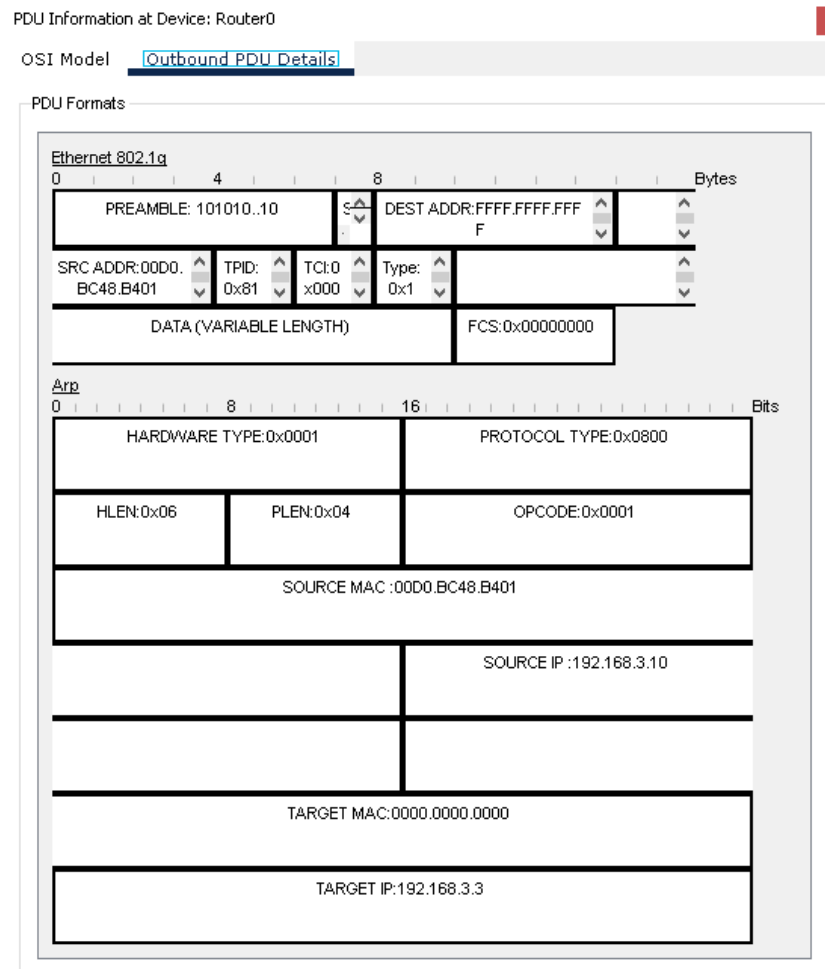 PDU Information at Device: Router0
OSI Model Outbound PDU Details
PDU Formats
Ethernet 802.1q
0 4 8 Bytes
PREAMBLE: 101010..10 DEST ADDR:FFFF.FFFF.FFF
F
SRC ADDR:00D0. TPID: TCI:0 Type:
BC48.B401 0x81 x000 0x1
DATA (VARIABLE LENGTH) FCS:0x00000000
Arp
0 8 16 Bits
HARDWARE TYPE:0x0001 PROTOCOL TYPE:0x0800
HLEN:0x06 PLEN:0x04 OPCODE:0x0001
SOURCE MAC :00D0.BC48.B401
SOURCE IP :192.168.3.10
TARGET MAC:0000.0000.0000
TARGET IP:192.168.3.3